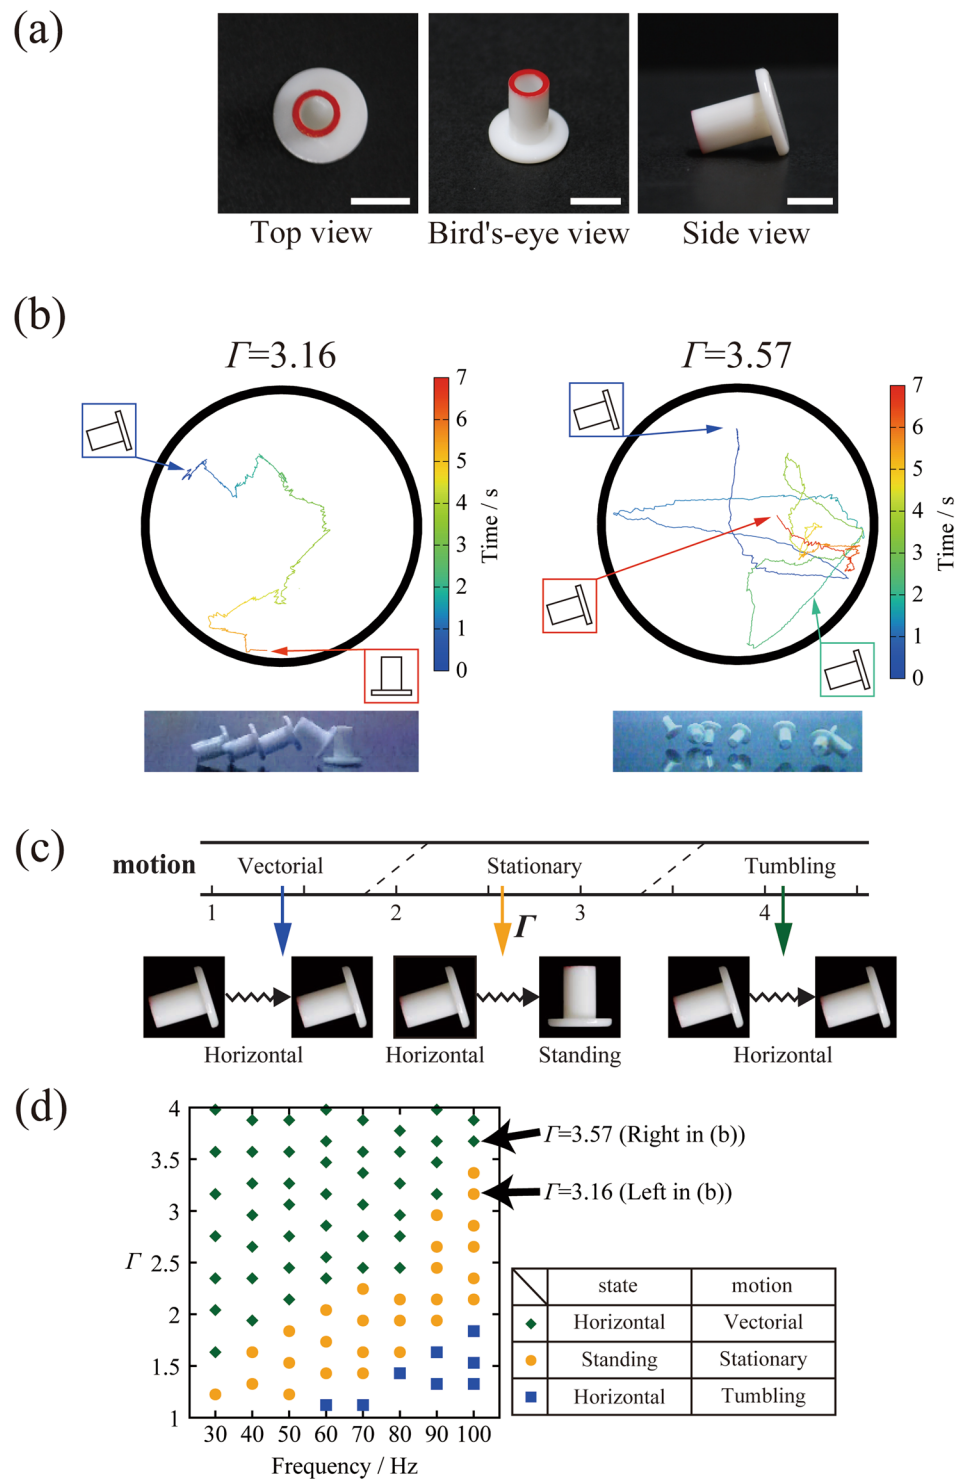 (a)
Top view
Bird's-eye view
Side view
(b)
Γ=3.16
Γ=3.57
7
6
5
4
3
2
1
0
Time / s
7
6
5
4
3
2
1
0
Time / s
(c)
motion
Vectorial
Stationary
Tumbling
1
2
3
4
Γ
Horizontal
Horizontal
Standing
Horizontal
(d)
4
3.5
3
2.5
2
1.5
1
Γ
30 40 50 60 70 80 90 100
Frequency / Hz
Γ=3.57 (Right in (b))
Γ=3.16 (Left in (b))
state motion
Horizontal Vectorial
Standing Stationary
Horizontal Tumbling